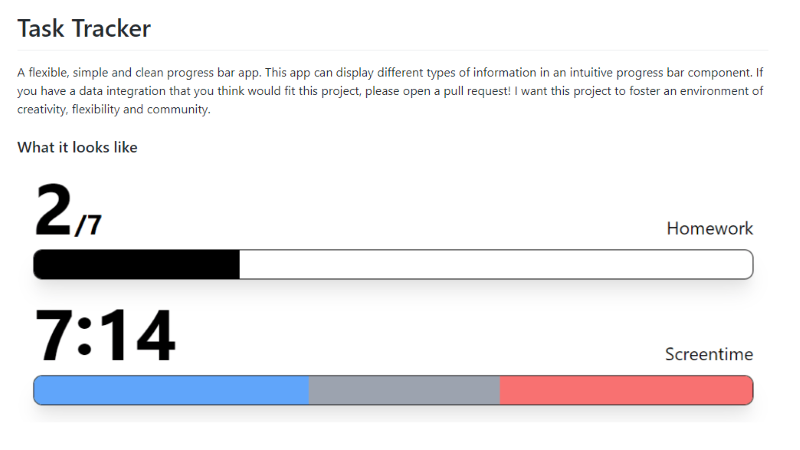 Task Tracker
A flexible, simple and clean progress bar app. This app can display different types of information in an intuitive progress bar component. If
you have a data integration that you think would fit this project, please open a pull request! I want this project to foster an environment of
creativity, flexibility and community.
What it looks like
2/7
Homework
7:14
Screentime